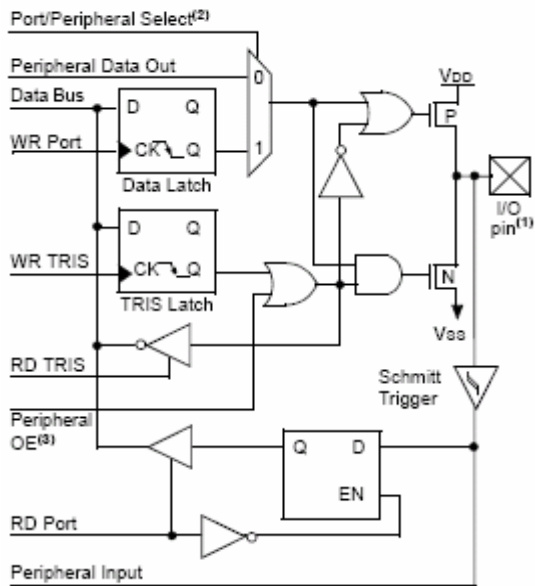 Port/Peripheral Select(2)
Peripheral Data Out
Data Bus
WR Port
D Q
CK Q
Data Latch
0
1
VDD
P
I/O
pin(1)
WR TRIS
D Q
CK Q
TRIS Latch
N
Vss
RD TRIS
Schmitt
Trigger
Peripheral
OE(3)
Q D
EN
RD Port
Peripheral Input